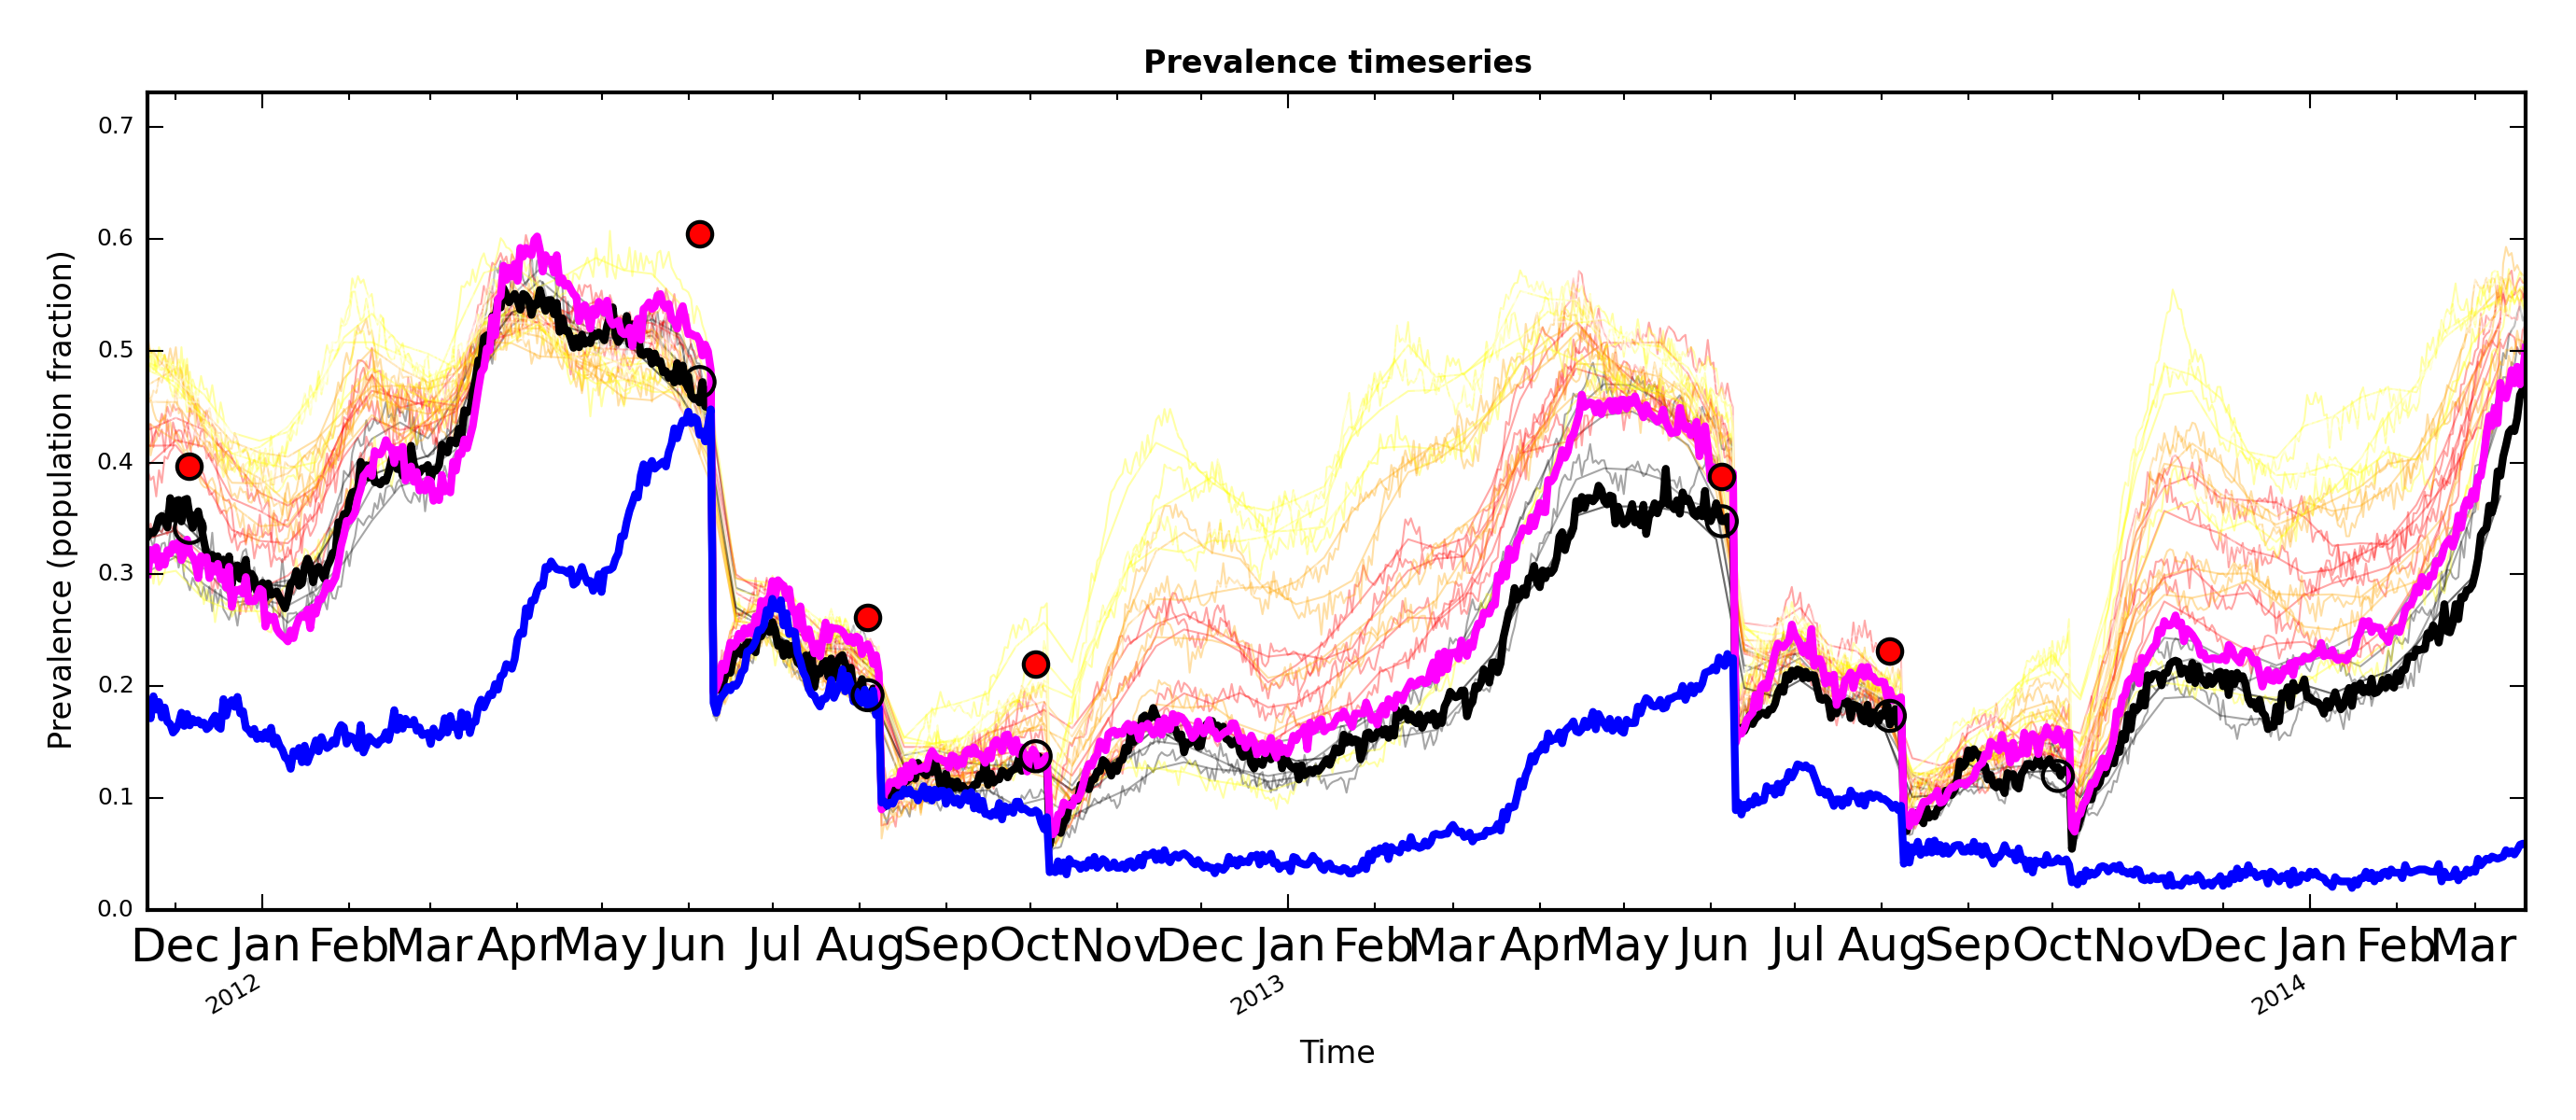 Prevalence timeseries
0.7
0.6
0.5
0.4
0.3
0.2
0.1
0.0
Prevalence (population fraction)
Dec Jan Feb Mar Apr May Jun Jul Aug Sep Oct Nov Dec Jan Feb Mar Apr May Jun Jul Aug Sep Oct Nov Dec Jan Feb Mar
2012 2013 2014
Time